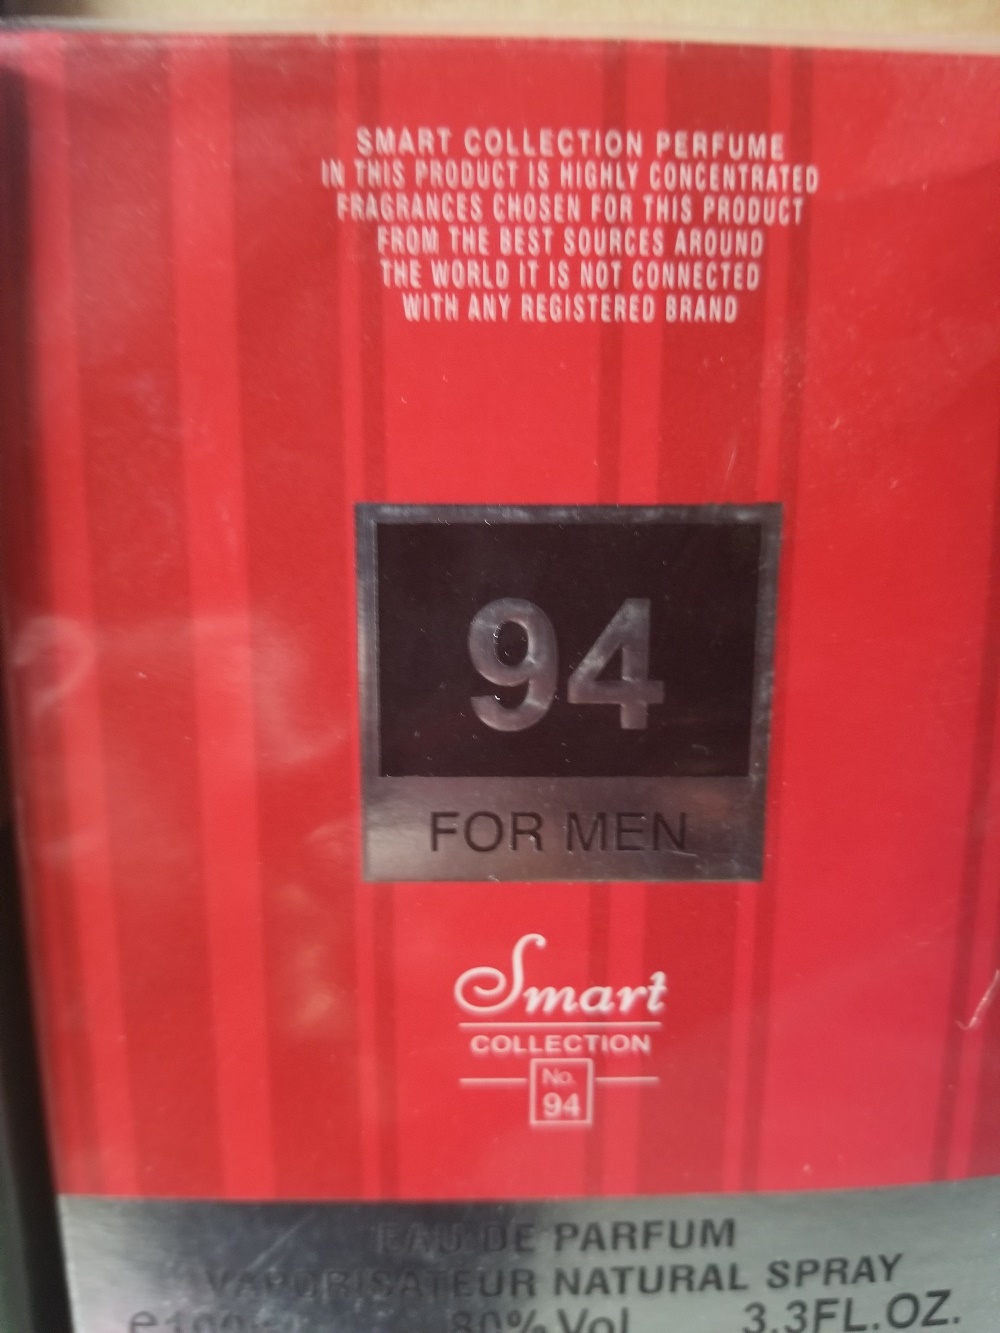 SMART COLLECTION PERFUME
IN THIS PRODUCT IS HIGHLY CONCENTRATED
FRAGRANCES CHOSEN FOR THIS PRODUCT
FROM THE BEST SOURCES AROUND
THE WORLD IT IS NOT CONNECTED
WITH ANY REGISTERED BRAND
94
FOR MEN
Smart
COLLECTION
No.
94
EAU DE PARFUM
VAPORISATEUR NATURAL SPRAY
80% Vol 3.3FL.OZ.